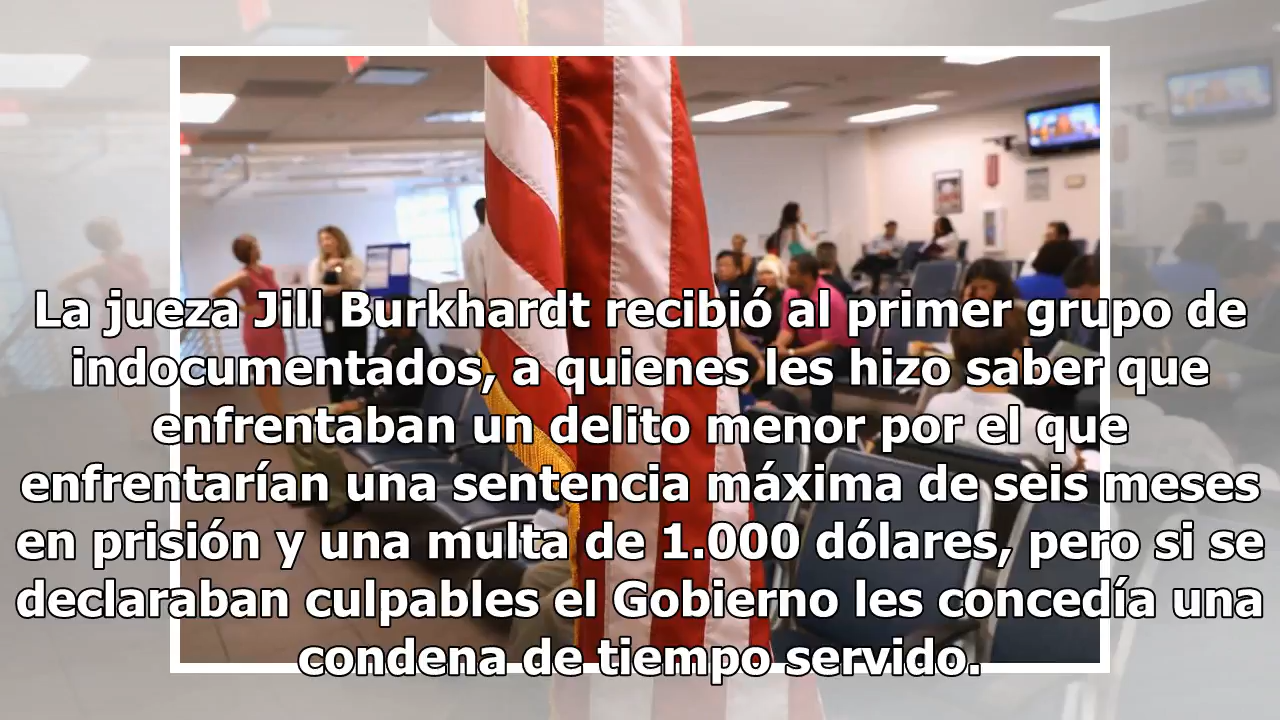 La jueza Jill Burkhardt recibió al primer grupo de
indocumentados, a quienes les hizo saber que
enfrentaban un delito menor por el que
enfrentarían una sentencia máxima de seis meses
en prisión y una multa de 1.000 dólares, pero si se
declaraban culpables el Gobierno les concedía una
condena de tiempo servido.